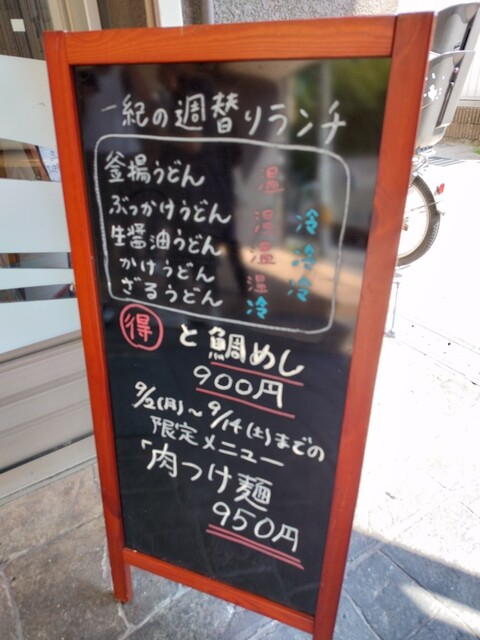 一紀の週替りランチ
釜揚うどん 温
ぶっかけうどん 温 冷
生醤油うどん 温 冷
かけうどん 温 冷
ざるうどん 冷
得 と鯛めし
900円
9/2(月)〜9/14(土)までの
限定メニュー
「肉つけ麺
950円